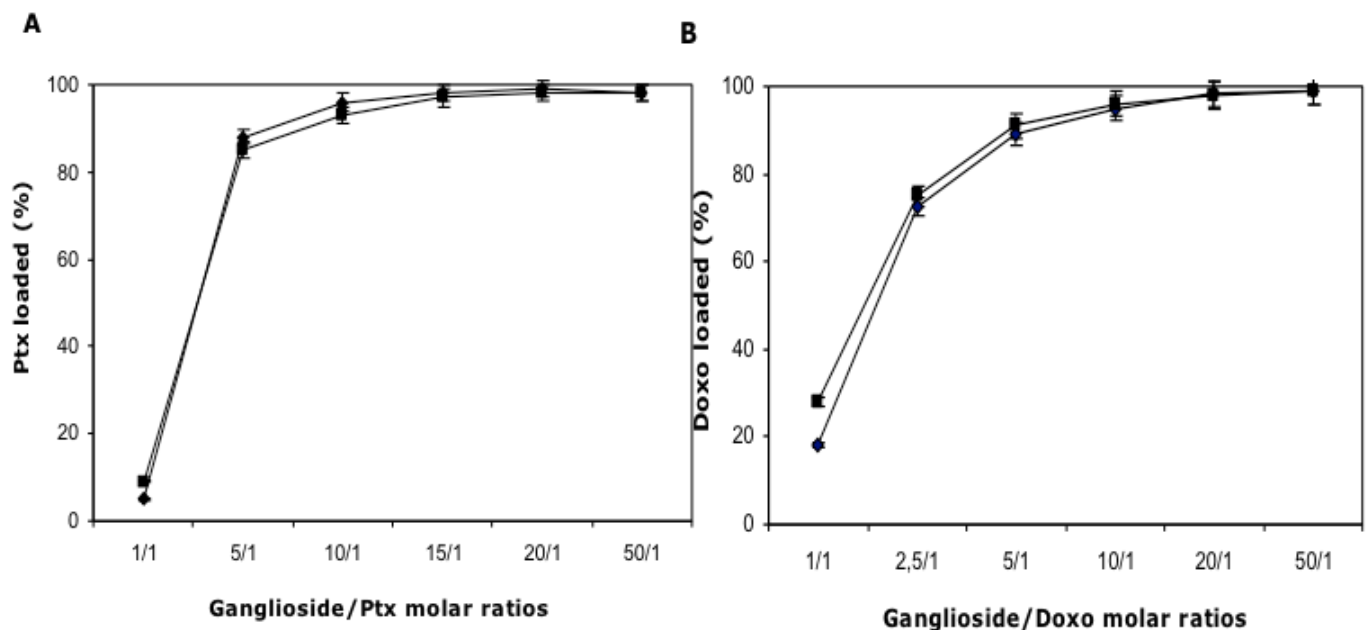 A
Ptx loaded (%)
100
80
60
40
20
0
1/1 5/1 10/1 15/1 20/1 50/1
Ganglioside/Ptx molar ratios
B
Doxo loaded (%)
100
80
60
40
20
0
1/1 2,5/1 5/1 10/1 20/1 50/1
Ganglioside/Doxo molar ratios